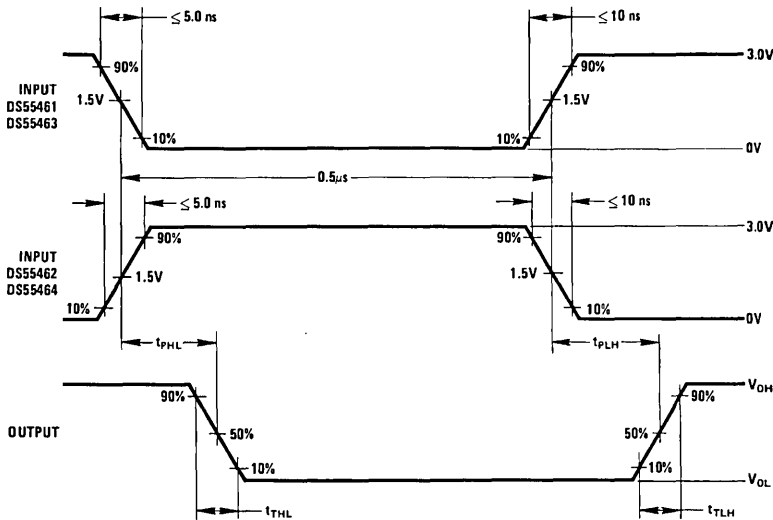 ≤ 5.0 ns
≤ 10 ns
3.0V
90%
90%
INPUT
DS55461
DS55463
1.5V
1.5V
10%
10%
0V
0.5μs
≤ 5.0 ns
≤ 10 ns
3.0V
90%
90%
INPUT
DS55462
DS55464
1.5V
1.5V
10%
10%
0V
tPHL
tPLH
VOH
90%
90%
OUTPUT
50%
50%
10%
10%
VOL
tTHL
tTLH